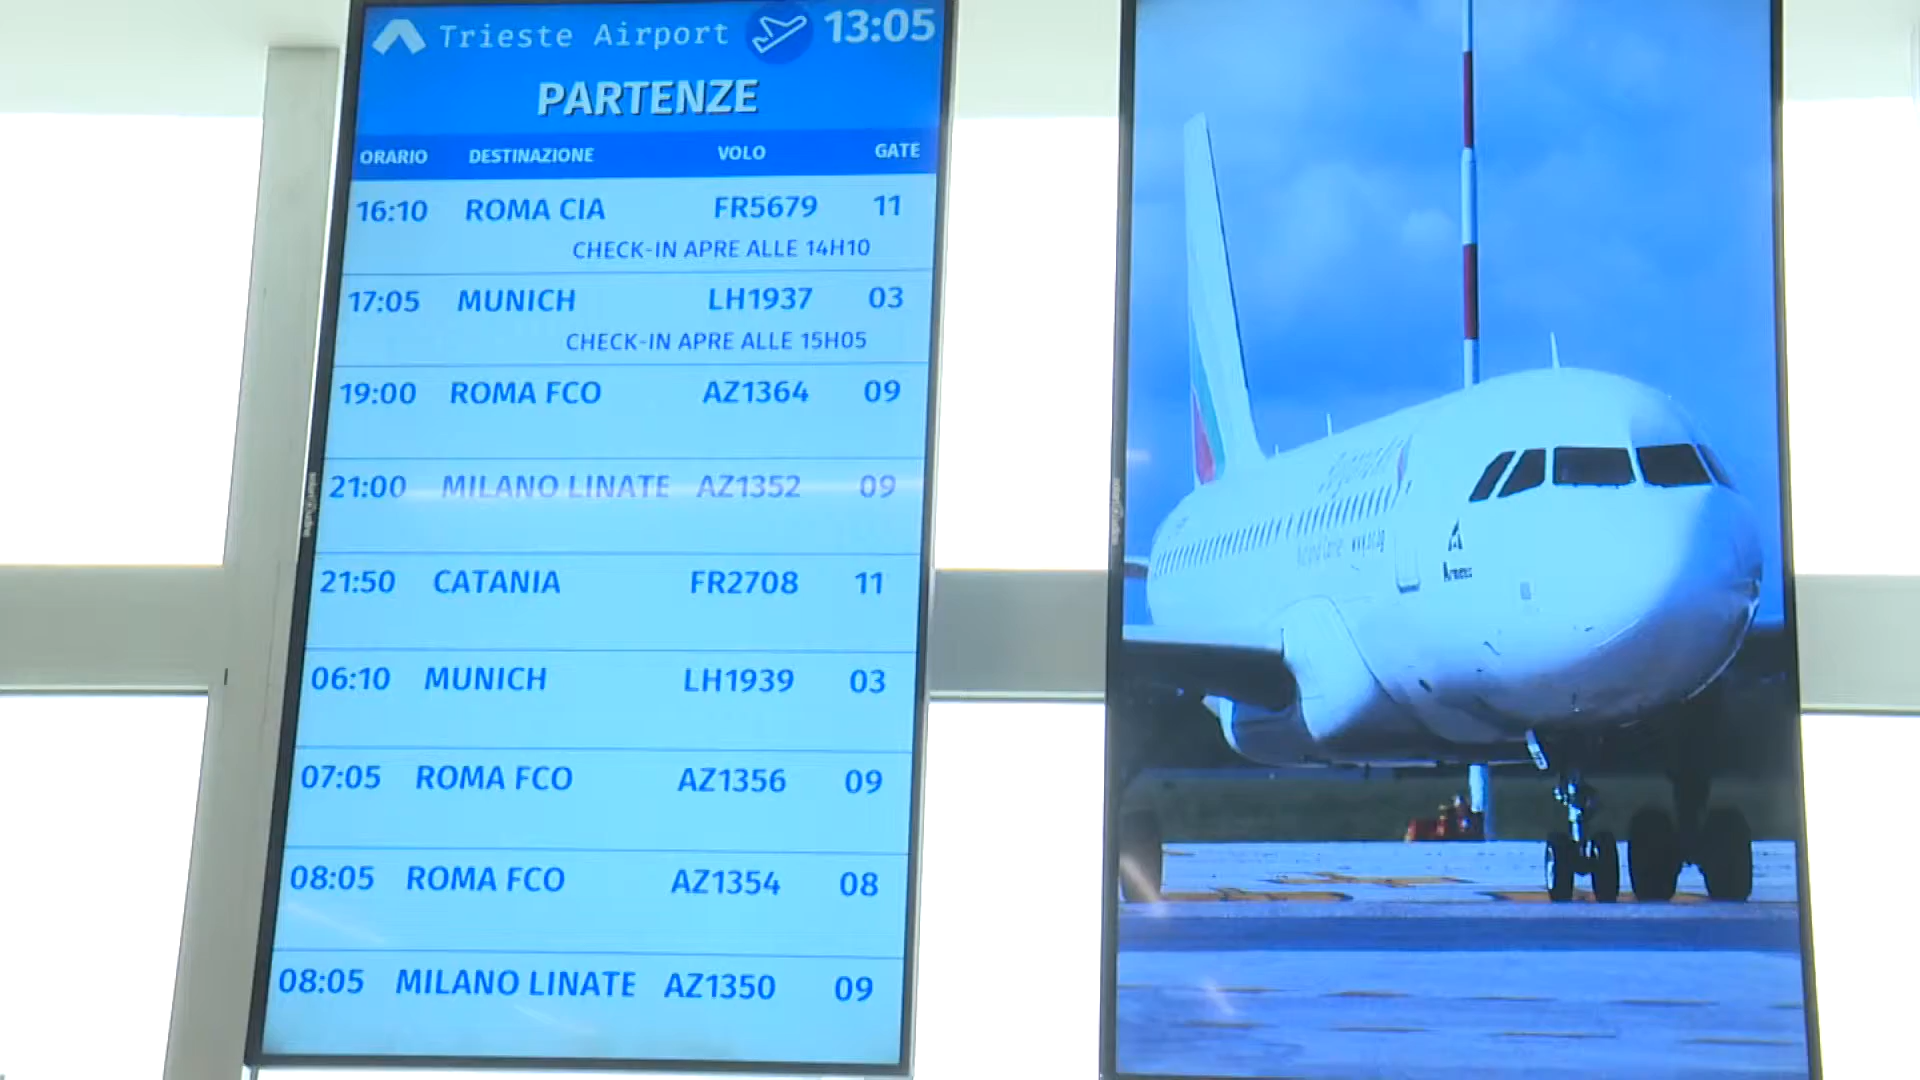 Trieste Airport 13:05
PARTENZE
ORARIO DESTINAZIONE VOLO GATE
16:10 ROMA CIA FR5679 11
CHECK-IN APRE ALLE 14H10
17:05 MUNICH LH1937 03
CHECK-IN APRE ALLE 15H05
19:00 ROMA FCO AZ1364 09
21:00 MILANO LINATE AZ1352 09
21:50 CATANIA FR2708 11
06:10 MUNICH LH1939 03
07:05 ROMA FCO AZ1356 09
08:05 ROMA FCO AZ1354 08
08:05 MILANO LINATE AZ1350 09